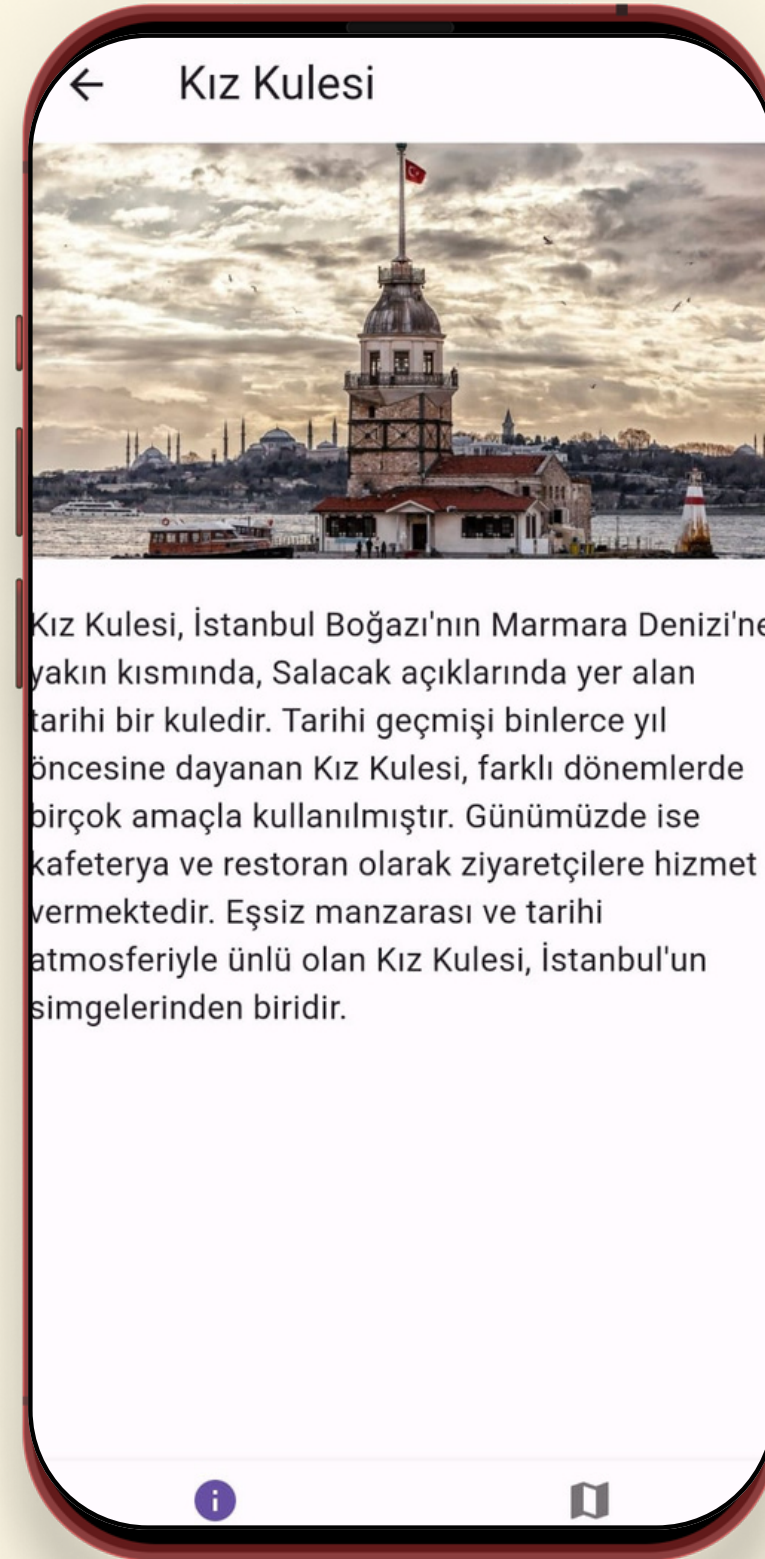 Kız Kulesi
Kız Kulesi, İstanbul Boğazı'nın Marmara Denizi'ne
yakın kısmında, Salacak açıklarında yer alan
tarihi bir kuledir. Tarihi geçmişi binlerce yıl
öncesine dayanan Kız Kulesi, farklı dönemlerde
birçok amaçla kullanılmıştır. Günümüzde ise
kafeterya ve restoran olarak ziyaretçilere hizmet
vermektedir. Eşsiz manzarası ve tarihi
atmosferiyle ünlü olan Kız Kulesi, İstanbul'un
simgelerinden biridir.